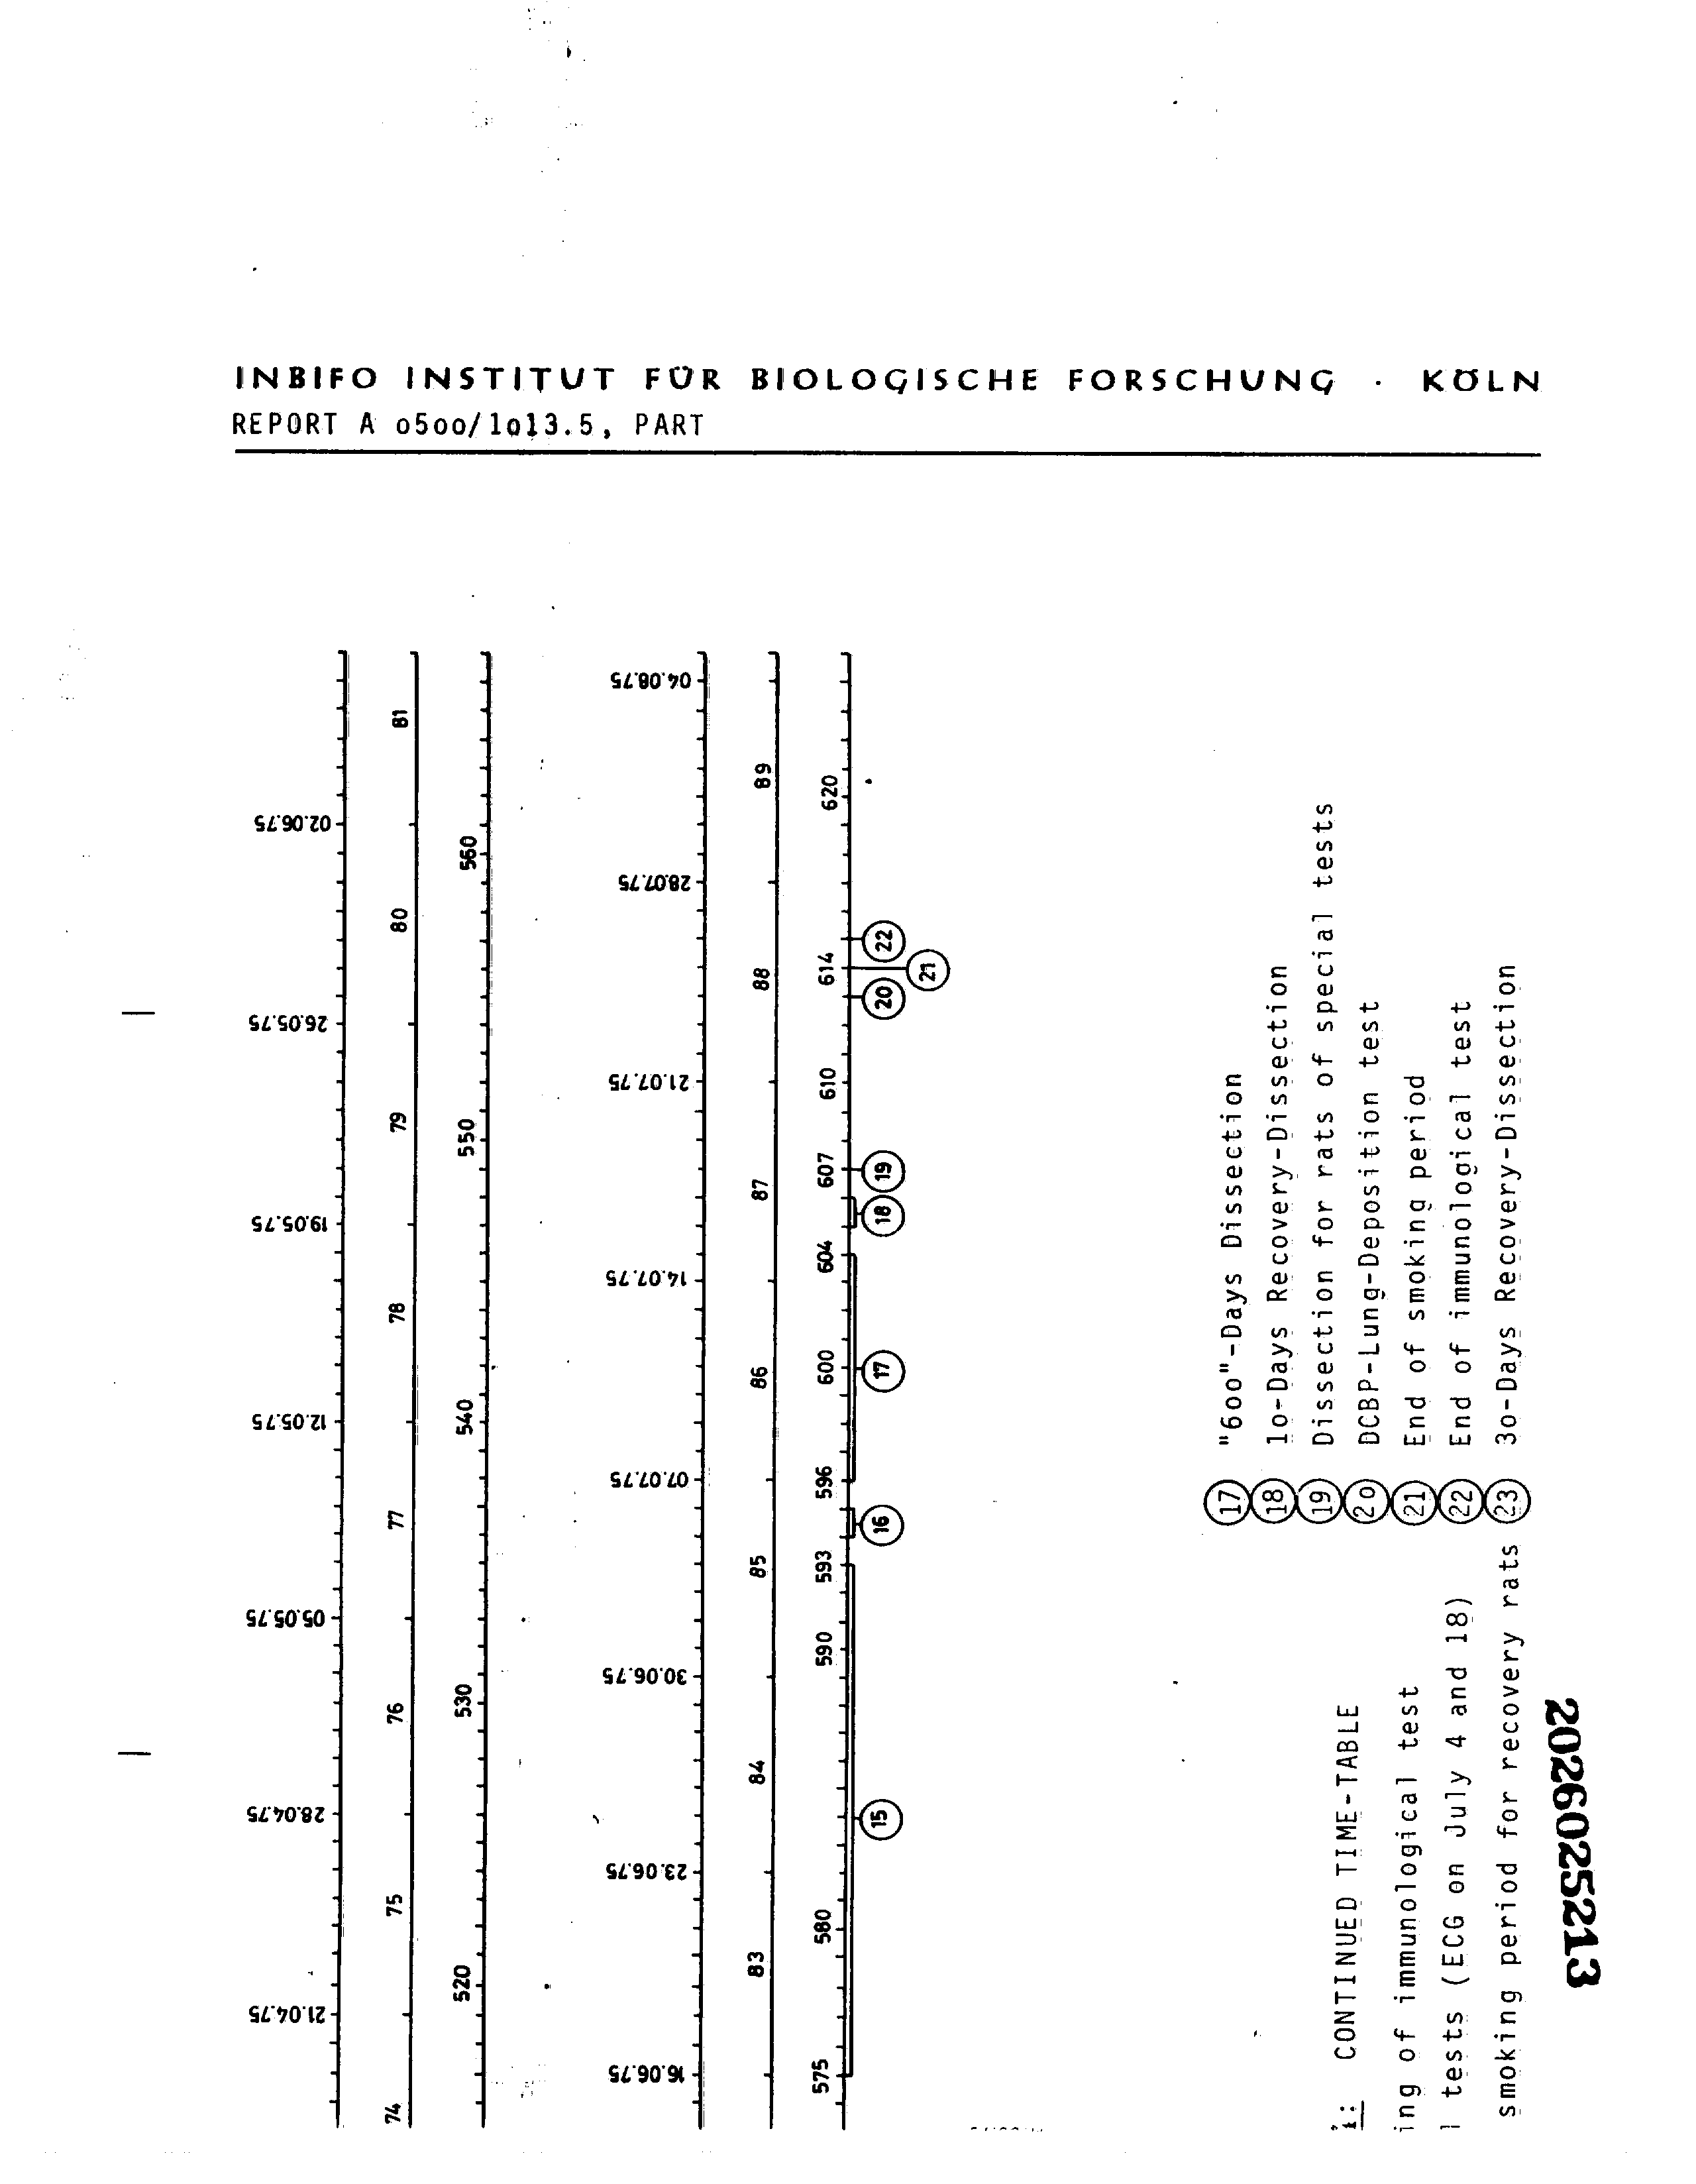 INBIFO INSTITUT FÜR BIOLOGISCHE FORSCHUNG · KÖLN
REPORT A o5oo/1o13.5, PART
21.04.75 28.04.75 05.05.75 12.05.75 19.05.75 26.05.75 02.06.75
74 75 76 77 78 79 80 81
520 530 540 550 560
16.06.75 23.06.75 30.06.75 07.07.75 14.07.75 21.07.75 28.07.75 04.08.75
83 84 85 86 87 88 89
575 580 590 593 596 600 604 607 610 614 620
15 16 17 18 19 20 22
21
CONTINUED TIME-TABLE
ing of immunological test
tests (ECG on July 4 and 18)
smoking period for recovery rats
17 "6oo"-Days Dissection
18 1o-Days Recovery-Dissection
19 Dissection for rats of special tests
2o DCBP-Lung-Deposition test
21 End of smoking period
22 End of immunological test
23 3o-Days Recovery-Dissection
2026025213